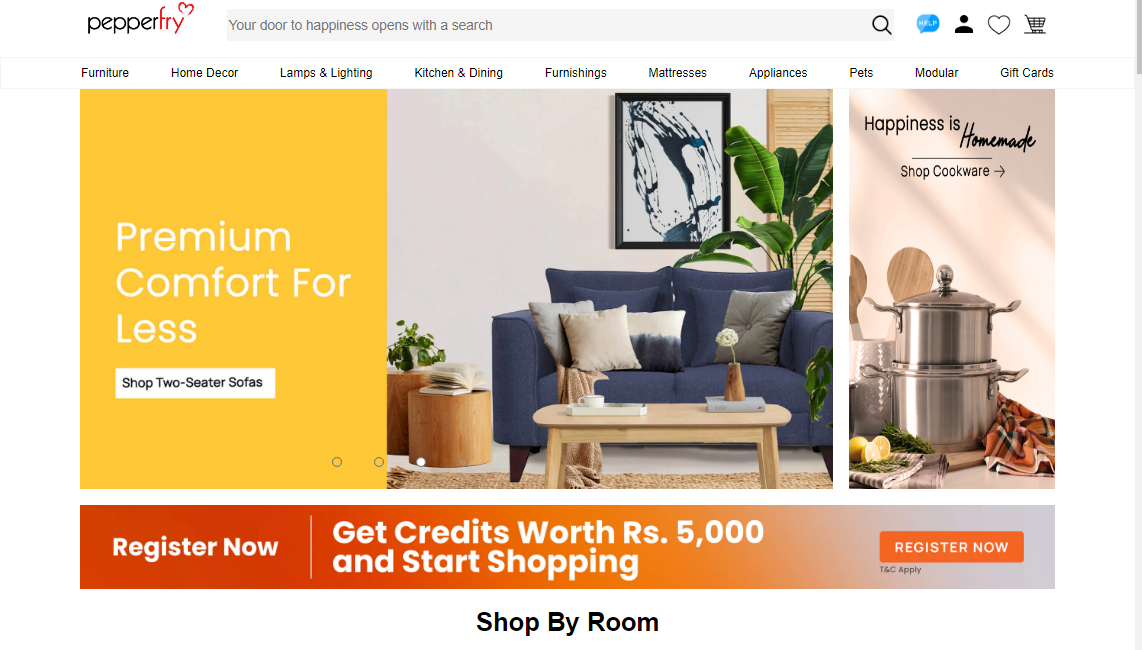 pepperfry
Your door to happiness opens with a search
HELP
Furniture
Home Decor
Lamps & Lighting
Kitchen & Dining
Furnishings
Mattresses
Appliances
Pets
Modular
Gift Cards
Premium
Comfort For
Less
Shop Two-Seater Sofas
Happiness is
Homemade
Shop Cookware →
Register Now
Get Credits Worth Rs. 5,000
and Start Shopping
REGISTER NOW
T&C Apply
Shop By Room